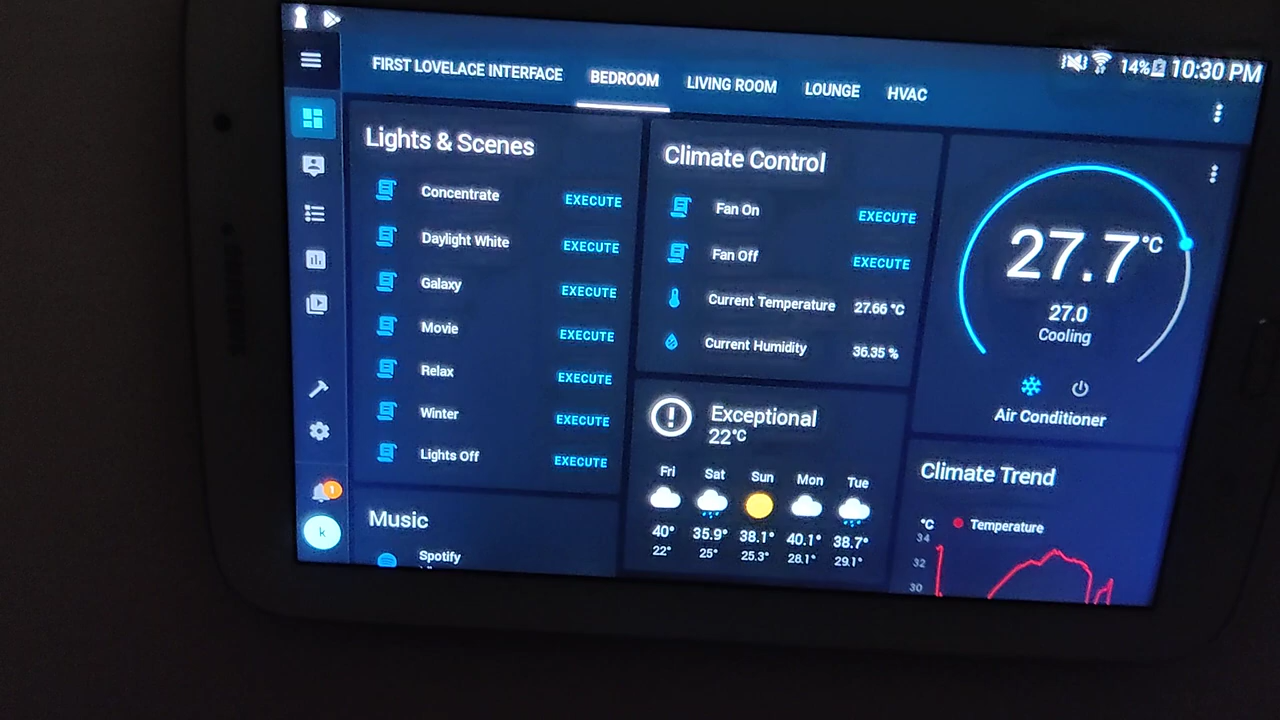 14% 10:30 PM
FIRST LOVELACE INTERFACE BEDROOM LIVING ROOM LOUNGE HVAC
Lights & Scenes
Concentrate EXECUTE
Daylight White EXECUTE
Galaxy EXECUTE
Movie EXECUTE
Relax EXECUTE
Winter EXECUTE
Lights Off EXECUTE
Music
Spotify
Climate Control
Fan On EXECUTE
Fan Off EXECUTE
Current Temperature 27.66 °C
Current Humidity 36.35 %
Exceptional
22°C
Fri Sat Sun Mon Tue
40° 35.9° 38.1° 40.1° 38.7°
22° 25° 25.3° 28.1° 29.1°
27.7°C
27.0
Cooling
Air Conditioner
Climate Trend
°C Temperature
34
32
30
1
k